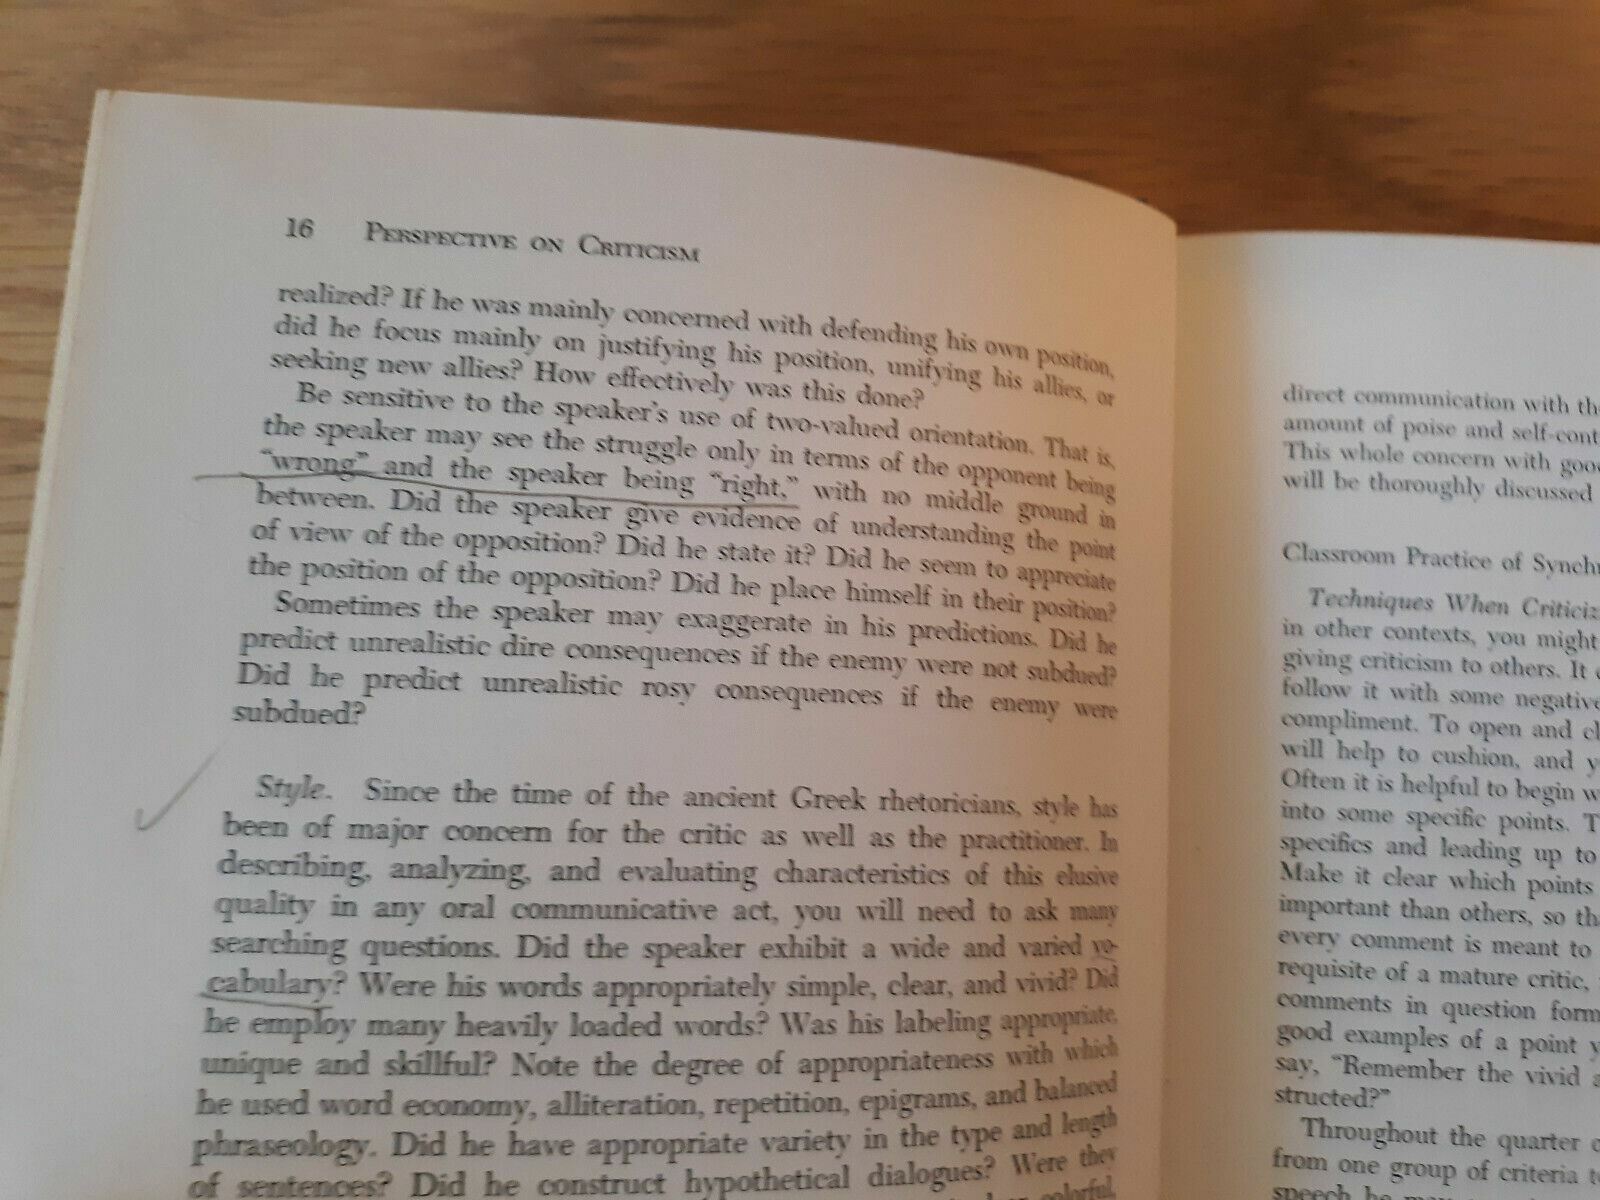 16 PERSPECTIVE ON CRITICISM
realized? If he was mainly concerned with defending his own position,
did he focus mainly on justifying his position, unifying his allies, or
seeking new allies? How effectively was this done?
Be sensitive to the speaker's use of two-valued orientation. That is,
the speaker may see the struggle only in terms of the opponent being
"wrong" and the speaker being "right," with no middle ground in
between. Did the speaker give evidence of understanding the point
of view of the opposition? Did he state it? Did he seem to appreciate
the position of the opposition? Did he place himself in their position?
Sometimes the speaker may exaggerate in his predictions. Did he
predict unrealistic dire consequences if the enemy were not subdued?
Did he predict unrealistic rosy consequences if the enemy were
subdued?
Style. Since the time of the ancient Greek rhetoricians, style has
been of major concern for the critic as well as the practitioner. In
describing, analyzing, and evaluating characteristics of this elusive
quality in any oral communicative act, you will need to ask many
searching questions. Did the speaker exhibit a wide and varied vo-
cabulary? Were his words appropriately simple, clear, and vivid? Did
he employ many heavily loaded words? Was his labeling appropriate,
unique and skillful? Note the degree of appropriateness with which
he used word economy, alliteration, repetition, epigrams, and balanced
phraseology. Did he have appropriate variety in the type and length
of sentences? Did he construct hypothetical dialogues? Were they
colorful,
direct communication with
amount of poise and
This whole concern with
will be thoroughly discussed
Classroom Practice of
Techniques When
in other contexts, you might
giving criticism to others. It
follow it with some
compliment. To open and
will help to cushion, and
Often it is helpful to begin
into some specific points.
specifics and leading up to
Make it clear which points
important than others, so
every comment is meant to
requisite of a mature critic,
comments in question
good examples of a point
say, "Remember the vivid
structed?"
Throughout the quarter
from one group of criteria
speech he may